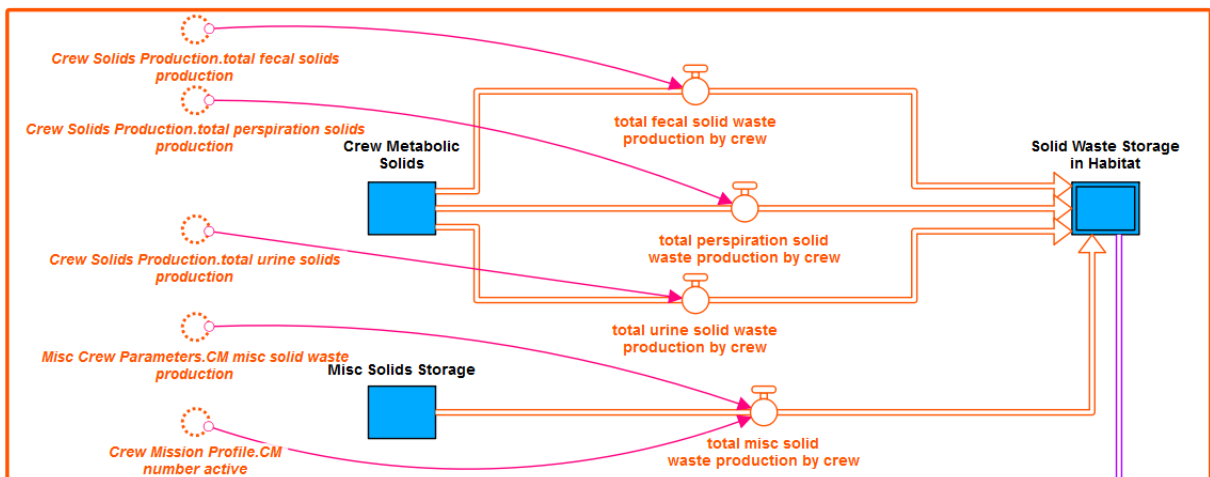 Crew Solids Production.total fecal solids
production
Crew Solids Production.total perspiration solids
production
total fecal solid waste
production by crew
Crew Metabolic
Solids
Solid Waste Storage
in Habitat
Crew Solids Production.total urine solids
production
total perspiration solid
waste production by crew
total urine solid waste
production by crew
Misc Crew Parameters.CM misc solid waste
production
Misc Solids Storage
Crew Mission Profile.CM
number active
total misc solid
waste production by crew